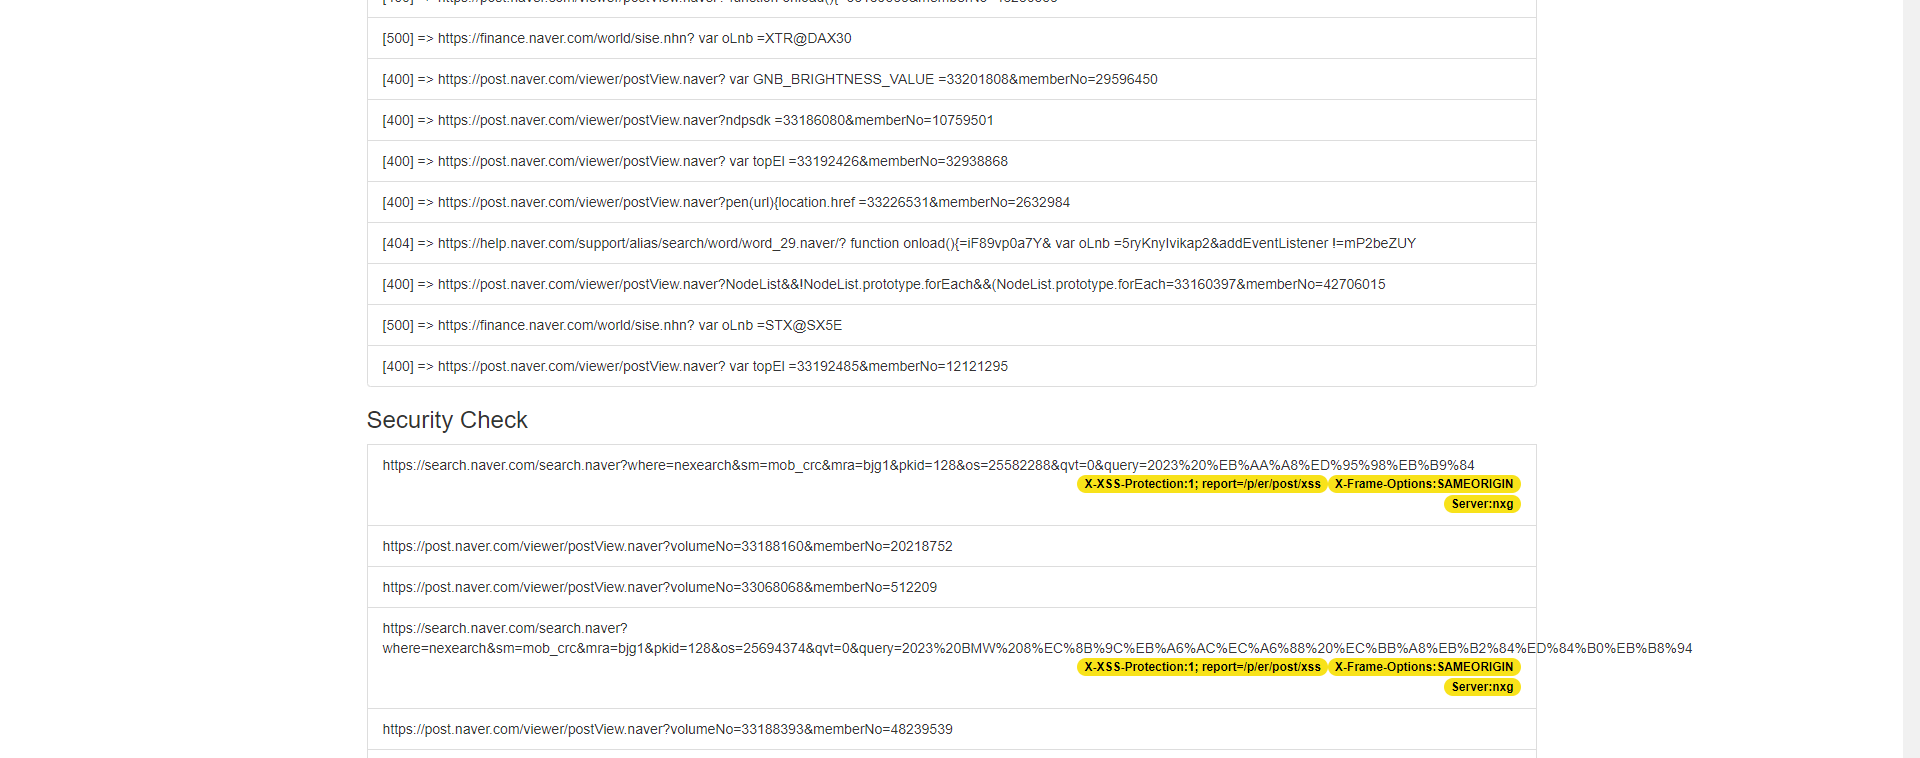 [500] => https://finance.naver.com/world/sise.nhn? var oLnb =XTR@DAX30
[400] => https://post.naver.com/viewer/postView.naver? var GNB_BRIGHTNESS_VALUE =33201808&memberNo=29596450
[400] => https://post.naver.com/viewer/postView.naver?ndpsdk =33186080&memberNo=10759501
[400] => https://post.naver.com/viewer/postView.naver? var topEl =33192426&memberNo=32938868
[400] => https://post.naver.com/viewer/postView.naver?pen(url){location.href =33226531&memberNo=2632984
[404] => https://help.naver.com/support/alias/search/word/word_29.naver/? function onload(){=iF89vp0a7Y& var oLnb =5ryKnyIvikap2&addEventListener !=mP2beZUY
[400] => https://post.naver.com/viewer/postView.naver?NodeList&&!NodeList.prototype.forEach&&(NodeList.prototype.forEach=33160397&memberNo=42706015
[500] => https://finance.naver.com/world/sise.nhn? var oLnb =STX@SX5E
[400] => https://post.naver.com/viewer/postView.naver? var topEl =33192485&memberNo=12121295
Security Check
https://search.naver.com/search.naver?where=nexearch&sm=mob_crc&mra=bjg1&pkid=128&os=25582288&qvt=0&query=2023%20%EB%AA%A8%ED%95%98%EB%B9%84
X-XSS-Protection:1; report=/p/er/post/xss X-Frame-Options:SAMEORIGIN
Server:nxg
https://post.naver.com/viewer/postView.naver?volumeNo=33188160&memberNo=20218752
https://post.naver.com/viewer/postView.naver?volumeNo=33068068&memberNo=512209
https://search.naver.com/search.naver?
where=nexearch&sm=mob_crc&mra=bjg1&pkid=128&os=25694374&qvt=0&query=2023%20BMW%208%EC%8B%9C%EB%A6%AC%EC%A6%88%20%EC%BB%A8%EB%B2%84%ED%84%B0%EB%B8%94
X-XSS-Protection:1; report=/p/er/post/xss X-Frame-Options:SAMEORIGIN
Server:nxg
https://post.naver.com/viewer/postView.naver?volumeNo=33188393&memberNo=48239539